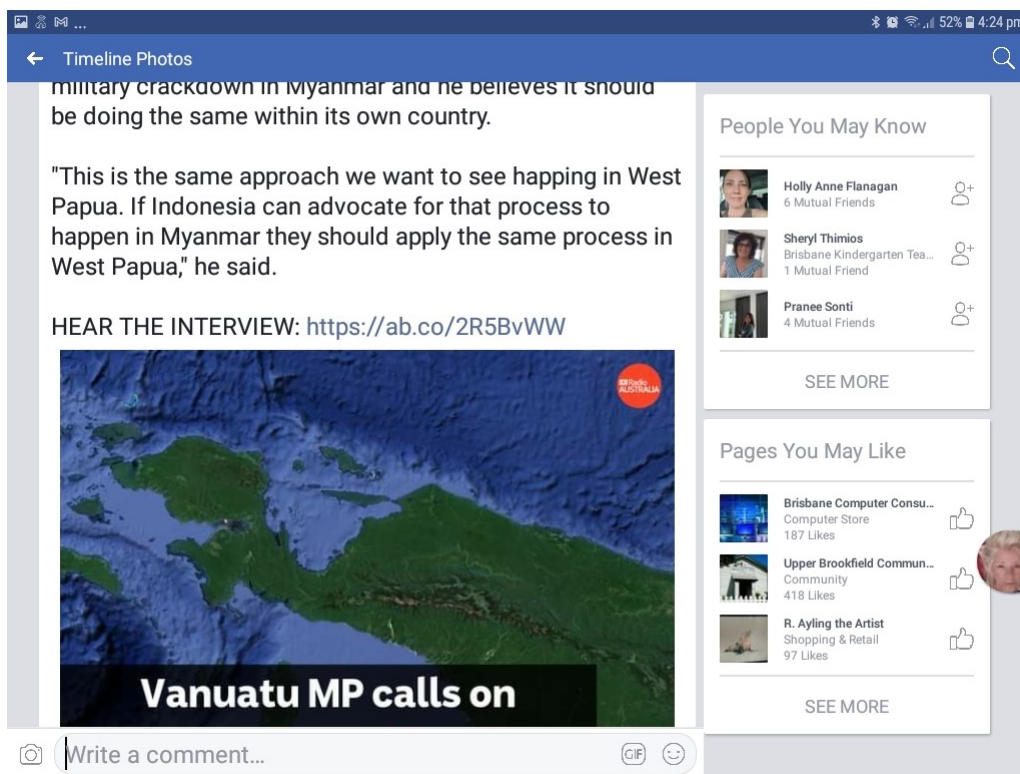 ... 52% 4:24 pm
Timeline Photos
military crackdown in Myanmar and he believes it should
be doing the same within its own country.
"This is the same approach we want to see happing in West
Papua. If Indonesia can advocate for that process to
happen in Myanmar they should apply the same process in
West Papua," he said.
HEAR THE INTERVIEW: https://ab.co/2R5BvWW
Radio
AUSTRALIA
Vanuatu MP calls on
Write a comment...
GIF
People You May Know
Holly Anne Flanagan
6 Mutual Friends
Sheryl Thimios
Brisbane Kindergarten Tea...
1 Mutual Friend
Pranee Sonti
4 Mutual Friends
SEE MORE
Pages You May Like
Brisbane Computer Consu...
Computer Store
187 Likes
Upper Brookfield Commun...
Community
418 Likes
R. Ayling the Artist
Shopping & Retail
97 Likes
SEE MORE